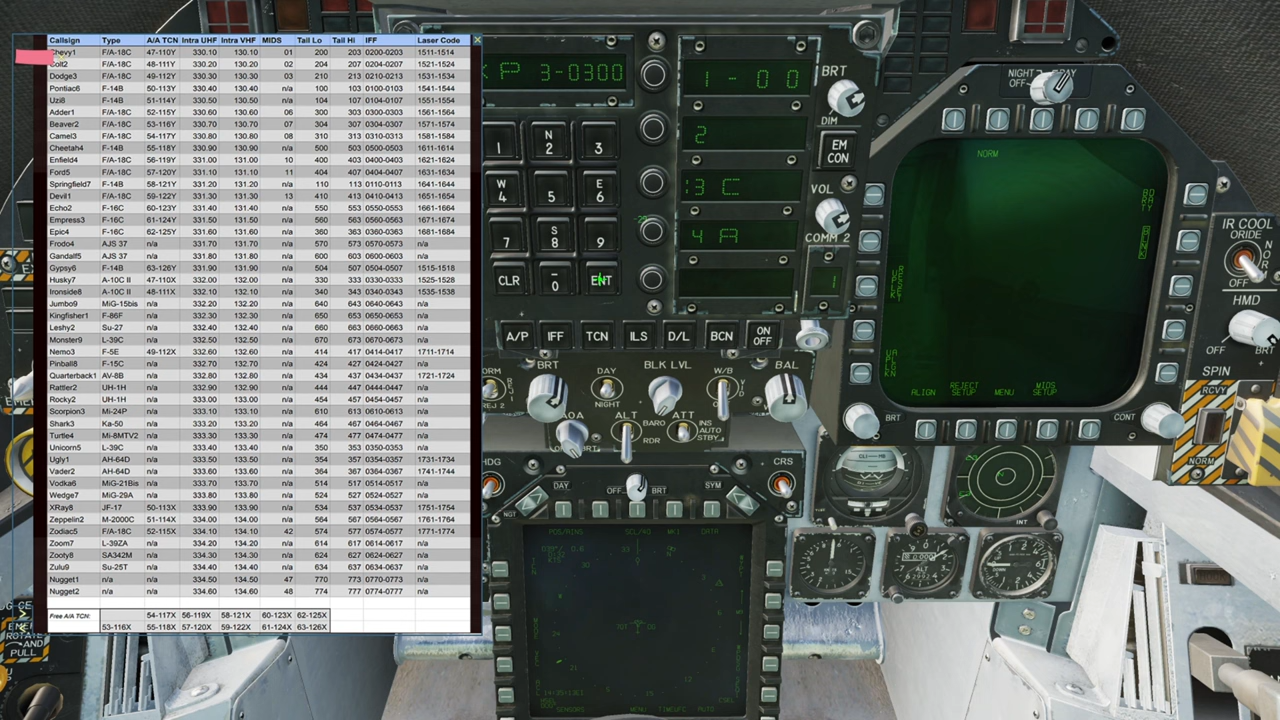 Callsign Type A/A TCN Intra UHF Intra VHF MIDS Tail Lo Tail Hi IFF Laser Code
Chevy1 F/A-18C 47-110Y 330.10 130.10 01 200 203 0200-0203 1511-1514
Colt2 F/A-18C 48-111Y 330.20 130.20 02 204 207 0204-0207 1521-1524
Dodge3 F/A-18C 49-112Y 330.30 130.30 03 210 213 0210-0213 1531-1534
Pontiac6 F-14B 50-113Y 330.40 130.40 n/a 100 103 0100-0103 1541-1544
Uzi8 F-14B 51-114Y 330.50 130.50 n/a 104 107 0104-0107 1551-1554
Adder1 F/A-18C 52-115Y 330.60 130.60 06 300 303 0300-0303 1561-1564
Beaver2 F/A-18C 53-116Y 330.70 130.70 07 304 307 0304-0307 1571-1574
Camel3 F/A-18C 54-117Y 330.80 130.80 08 310 313 0310-0313 1581-1584
Cheetah4 F-14B 55-118Y 330.90 130.90 n/a 500 503 0500-0503 1611-1614
Enfield4 F/A-18C 56-119Y 331.00 131.00 10 400 403 0400-0403 1621-1624
Ford5 F/A-18C 57-120Y 331.10 131.10 11 404 407 0404-0407 1631-1634
Springfield7 F-14B 58-121Y 331.20 131.20 n/a 110 113 0110-0113 1641-1644
Devil1 F/A-18C 59-122Y 331.30 131.30 13 410 413 0410-0413 1651-1654
Echo2 F-16C 60-123Y 331.40 131.40 n/a 550 553 0550-0553 1661-1664
Empress3 F-16C 61-124Y 331.50 131.50 n/a 560 563 0560-0563 1671-1674
Epic4 F-16C 62-125Y 331.60 131.60 n/a 360 363 0360-0363 1681-1684
Frodo4 AJS 37 n/a 331.70 131.70 n/a 570 573 0570-0573 n/a
Gandalf5 AJS 37 n/a 331.80 131.80 n/a 600 603 0600-0603 n/a
Gypsy6 F-14B 63-126Y 331.90 131.90 n/a 504 507 0504-0507 1515-1518
Husky7 A-10C II 47-110X 332.00 132.00 n/a 330 333 0330-0333 1525-1528
Ironside8 A-10C II 48-111X 332.10 132.10 n/a 340 343 0340-0343 1535-1538
Jumbo9 MiG-15bis n/a 332.20 132.20 n/a 640 643 0640-0643 n/a
Kingfisher1 F-86F n/a 332.30 132.30 n/a 650 653 0650-0653 n/a
Leshy2 Su-27 n/a 332.40 132.40 n/a 660 663 0660-0663 n/a
Monster9 L-39C n/a 332.50 132.50 n/a 670 673 0670-0673 n/a
Nemo3 F-5E 49-112X 332.60 132.60 n/a 414 417 0414-0417 1711-1714
Pinball8 F-15C n/a 332.70 132.70 n/a 424 427 0424-0427 n/a
Quarterback1 AV-8B n/a 332.80 132.80 n/a 434 437 0434-0437 1721-1724
Rattler2 UH-1H n/a 332.90 132.90 n/a 444 447 0444-0447 n/a
Rocky2 UH-1H n/a 333.00 133.00 n/a 454 457 0454-0457 n/a
Scorpion3 Mi-24P n/a 333.10 133.10 n/a 610 613 0610-0613 n/a
Shark3 Ka-50 n/a 333.20 133.20 n/a 464 467 0464-0467 n/a
Turtle4 Mi-8MTV2 n/a 333.30 133.30 n/a 474 477 0474-0477 n/a
Unicorn5 L-39C n/a 333.40 133.40 n/a 350 353 0350-0353 n/a
Ugly1 AH-64D n/a 333.50 133.50 n/a 354 357 0354-0357 1731-1734
Vader2 AH-64D n/a 333.60 133.60 n/a 364 367 0364-0367 1741-1744
Vodka6 MiG-21Bis n/a 333.70 133.70 n/a 514 517 0514-0517 n/a
Wedge7 MiG-29A n/a 333.80 133.80 n/a 524 527 0524-0527 n/a
XRay8 JF-17 50-113X 333.90 133.90 n/a 534 537 0534-0537 1751-1754
Zeppelin2 M-2000C 51-114X 334.00 134.00 n/a 564 567 0564-0567 1761-1764
Zodiac5 F/A-18C 52-115X 334.10 134.10 42 574 577 0574-0577 1771-1774
Zoom7 L-39ZA n/a 334.20 134.20 n/a 614 617 0614-0617 n/a
Zooty8 SA342M n/a 334.30 134.30 n/a 624 627 0624-0627 n/a
Zulu9 Su-25T n/a 334.40 134.40 n/a 634 637 0634-0637 n/a
Nugget1 n/a n/a 334.50 134.50 47 770 773 0770-0773 n/a
Nugget2 n/a n/a 334.60 134.60 48 774 777 0774-0777 n/a
Free A/A TCN: 54-117X 56-119X 58-121X 60-123X 62-125X
53-116X 55-118X 57-120X 59-122X 61-124X 63-126X
P 3-0300
1 N 2 3
W 4 5 E 6
7 S 8 9
CLR - 0 ENT
1-00
2
:3 C
4 A
BRT
DIM
EM CON
VOL
COMM 2
1
A/P IFF TCN ILS D/L BCN ON OFF
BRT DAY NIGHT BLK LVL W/B BAL
AOA ALT BARO RDR ATT INS AUTO STBY
HDG DAY OFF BRT SYM CRS
NGT
NIGHT DAY
OFF
NORM
ALIGN REJECT SETUP MENU MIDS SETUP
BRT CONT
IR COOL
ORIDE
NORM
OFF
HMD
OFF BRT
SPIN
RCVY
NORM
INT
ROTATE
AND
PULL